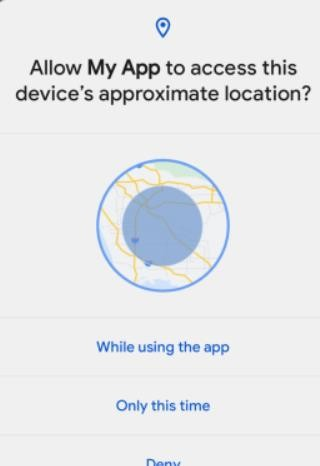 Allow My App to access this
device's approximate location?
While using the app
Only this time
Deny